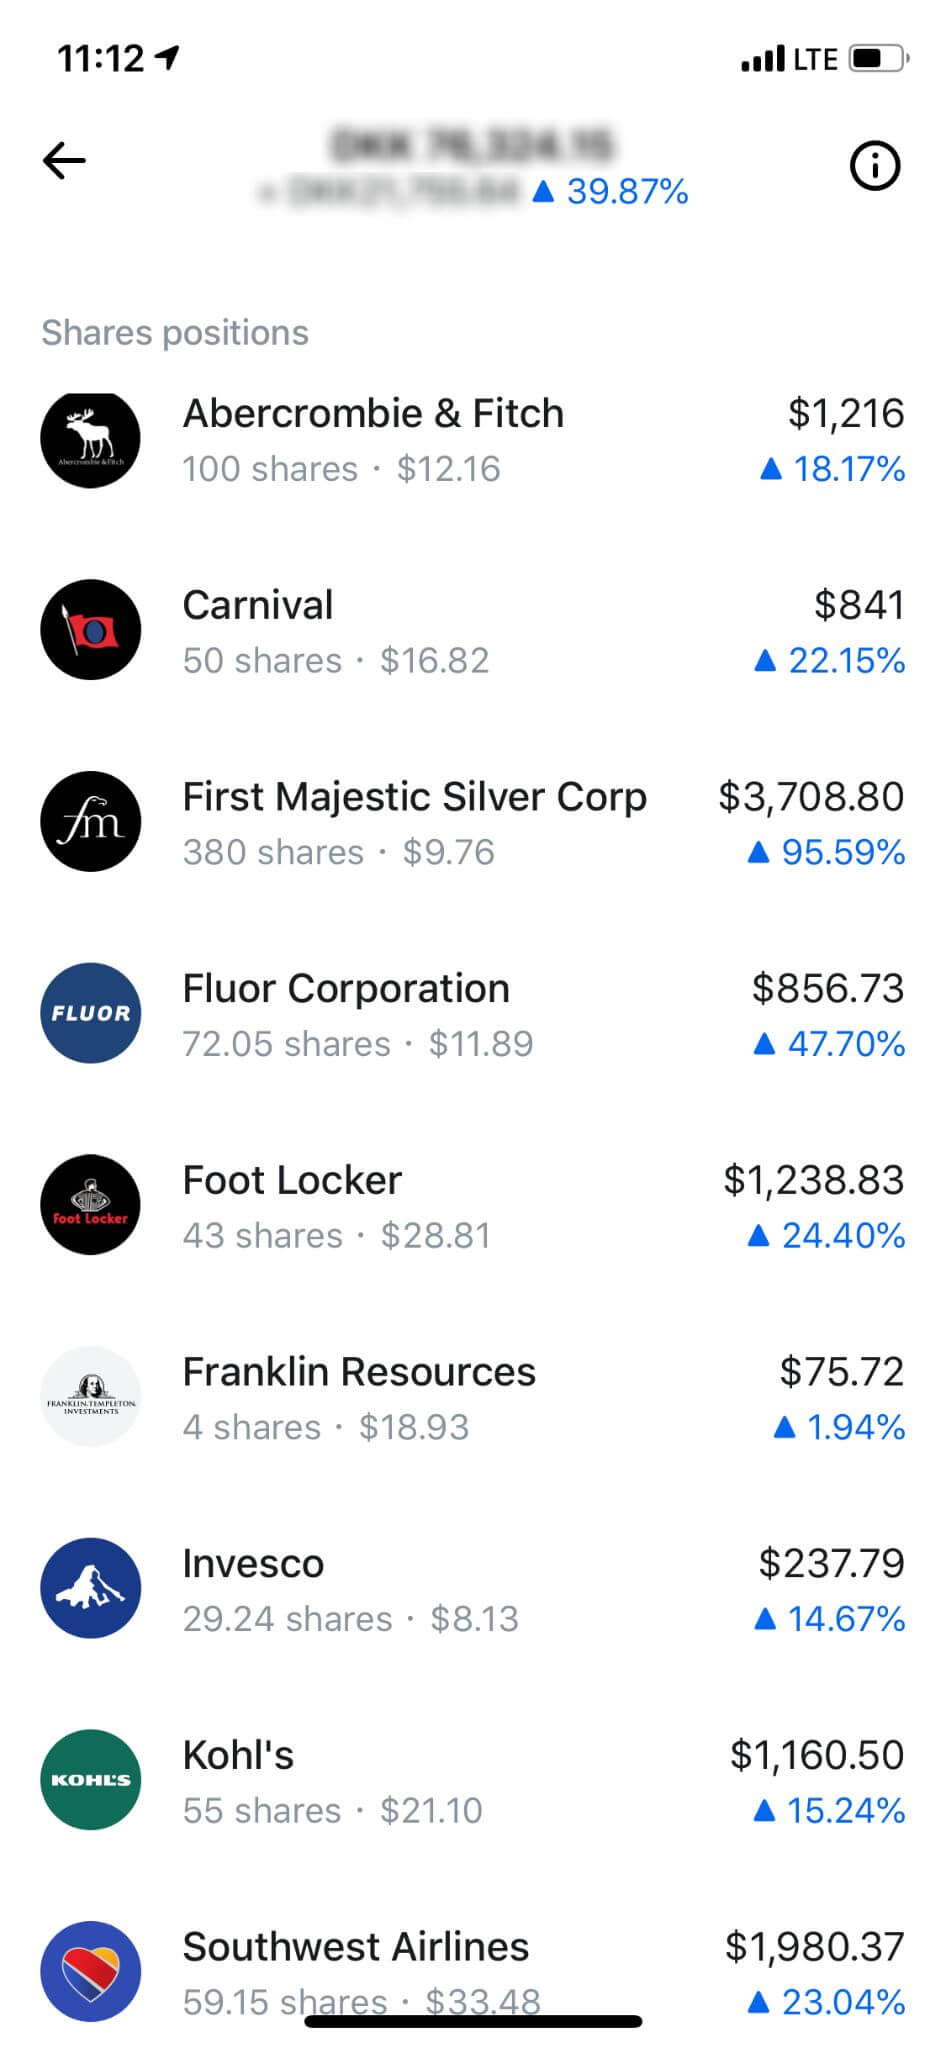 11:12 LTE
39.87%
Shares positions
Abercrombie & Fitch $1,216
100 shares · $12.16 ▲ 18.17%
Abercrombie & Fitch
Carnival $841
50 shares · $16.82 ▲ 22.15%
First Majestic Silver Corp $3,708.80
fm
380 shares · $9.76 ▲ 95.59%
Fluor Corporation $856.73
FLUOR
72.05 shares · $11.89 ▲ 47.70%
Foot Locker $1,238.83
Foot Locker
43 shares · $28.81 ▲ 24.40%
Franklin Resources $75.72
FRANKLIN TEMPLETON
INVESTMENTS
4 shares · $18.93 ▲ 1.94%
Invesco $237.79
29.24 shares · $8.13 ▲ 14.67%
Kohl's $1,160.50
KOHL'S
55 shares · $21.10 ▲ 15.24%
Southwest Airlines $1,980.37
59.15 shares · $33.48 ▲ 23.04%